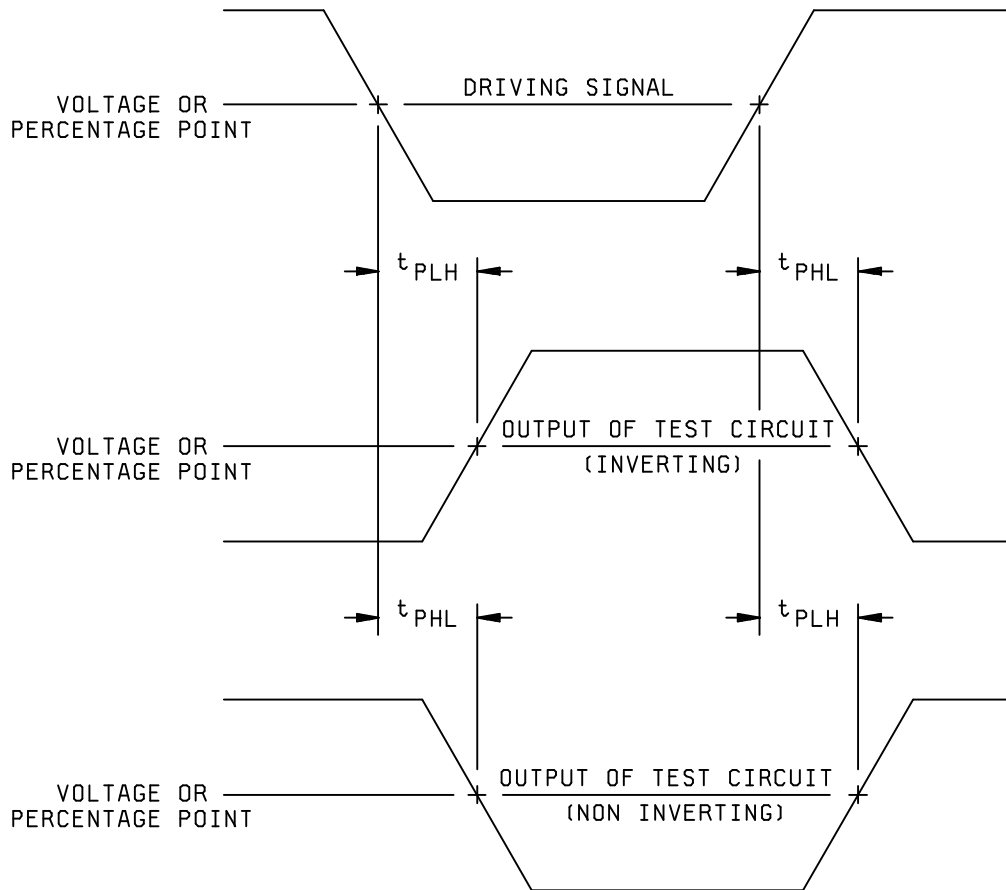 DRIVING SIGNAL
VOLTAGE OR
PERCENTAGE POINT
tPLH
tPHL
OUTPUT OF TEST CIRCUIT
VOLTAGE OR
(INVERTING)
PERCENTAGE POINT
tPHL
tPLH
OUTPUT OF TEST CIRCUIT
VOLTAGE OR
(NON INVERTING)
PERCENTAGE POINT